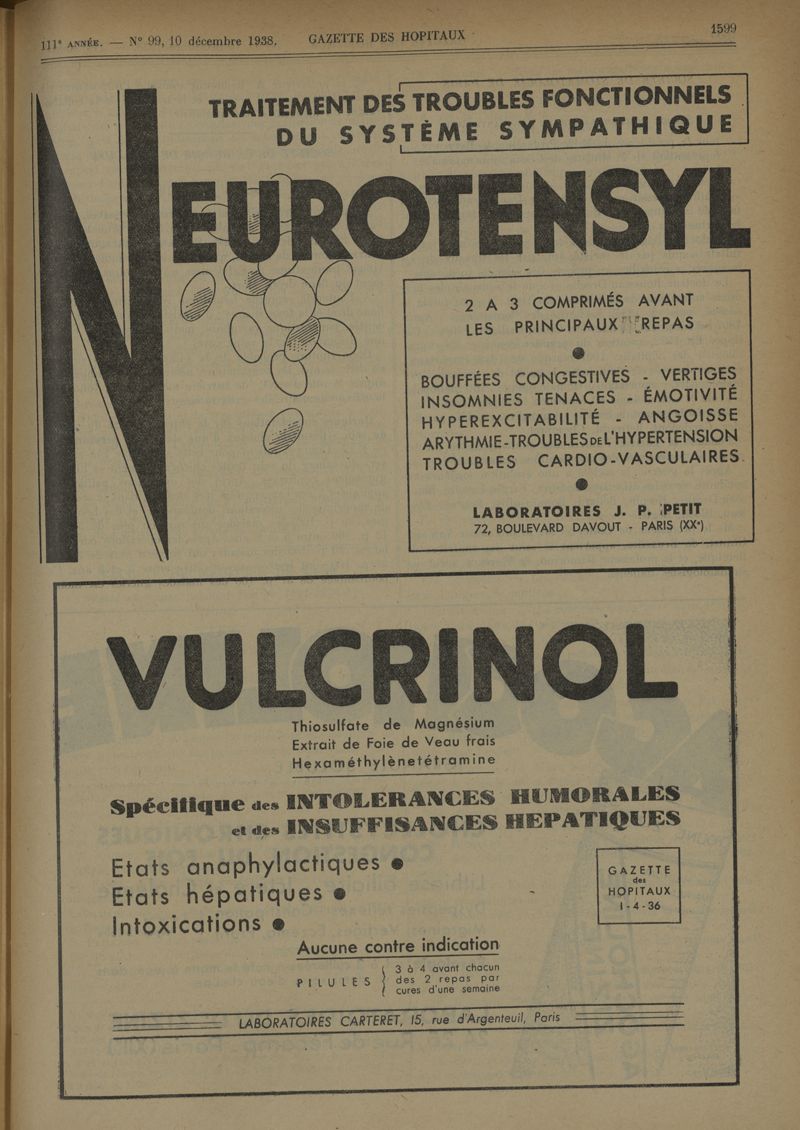 111e ANNÉE. — N° 99, 10 décembre 1938. GAZETTE DES HOPITAUX 1599
TRAITEMENT DES TROUBLES FONCTIONNELS
DU SYSTÈME SYMPATHIQUE
NEUROTENSYL
2 A 3 COMPRIMÉS AVANT
LES PRINCIPAUX REPAS
BOUFFÉES CONGESTIVES - VERTIGES
INSOMNIES TENACES - ÉMOTIVITÉ
HYPEREXCITABILITÉ - ANGOISSE
ARYTHMIE-TROUBLES DE L'HYPERTENSION
TROUBLES CARDIO-VASCULAIRES
LABORATOIRES J. P. PETIT
72, BOULEVARD DAVOUT - PARIS (XXe)
VULCRINOL
Thiosulfate de Magnésium
Extrait de Foie de Veau frais
Hexaméthylènetétramine
Spécifique des INTOLERANCES HUMORALES
et des INSUFFISANCES HEPATIQUES
Etats anaphylactiques •
Etats hépatiques •
Intoxications •
GAZETTE
des
HOPITAUX
1-4-36
Aucune contre indication
PILULES { 3 à 4 avant chacun
des 2 repas par
cures d'une semaine
LABORATOIRES CARTERET, 15, rue d'Argenteuil, Paris